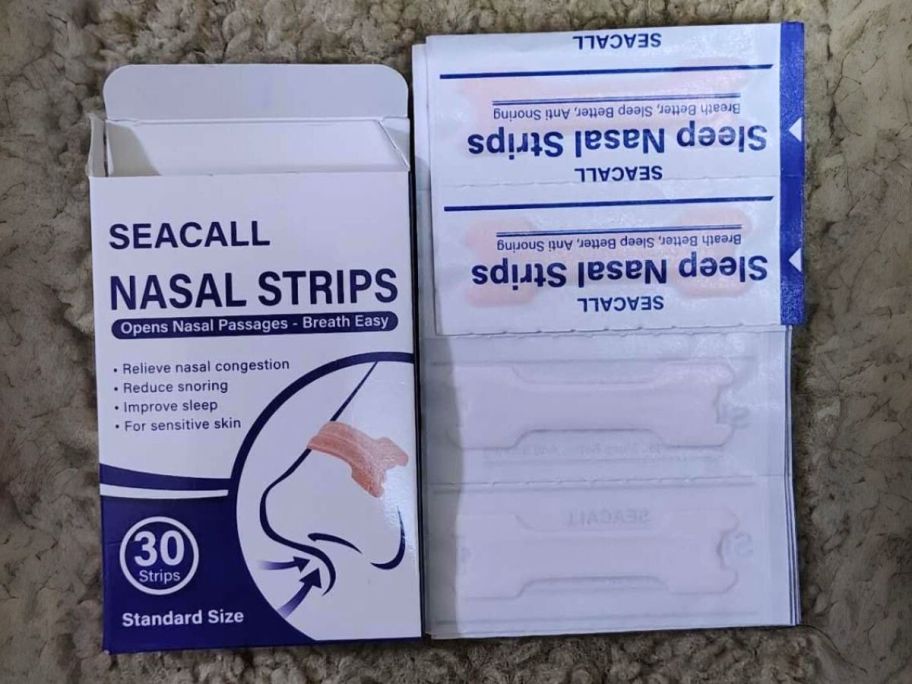 SEACALL
NASAL STRIPS
Opens Nasal Passages - Breath Easy
• Relieve nasal congestion
• Reduce snoring
• Improve sleep
• For sensitive skin
30
Strips
Standard Size
SEACALL
Sleep Nasal Strips
Breath Better, Sleep Better, Anti Snoring
SEACALL
Sleep Nasal Strips
Breath Better, Sleep Better, Anti Snoring
SEACALL
SEACALL